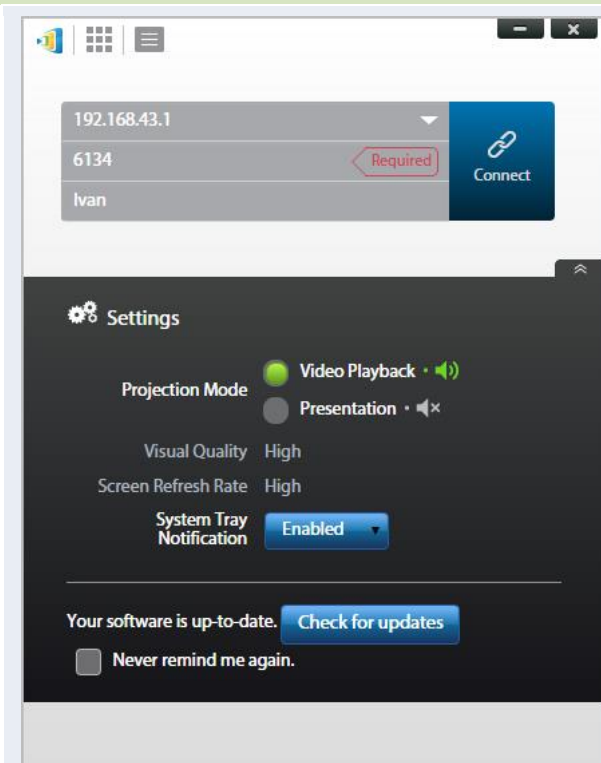 192.168.43.1
6134 Required
Ivan
Connect
Settings
Projection Mode
Video Playback
Presentation
Visual Quality High
Screen Refresh Rate High
System Tray
Notification
Enabled
Your software is up-to-date. Check for updates
Never remind me again.